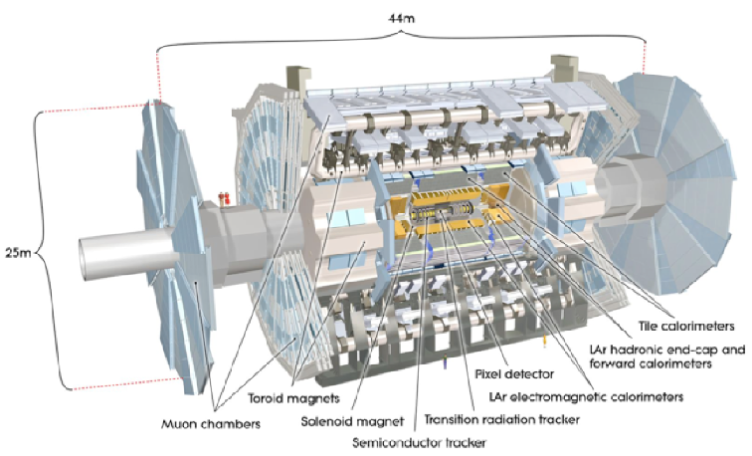 44m
25m
Tile calorimeters
LAr hadronic end-cap and
forward calorimeters
Pixel detector
LAr electromagnetic calorimeters
Toroid magnets
Muon chambers
Solenoid magnet
Transition radiation tracker
Semiconductor tracker